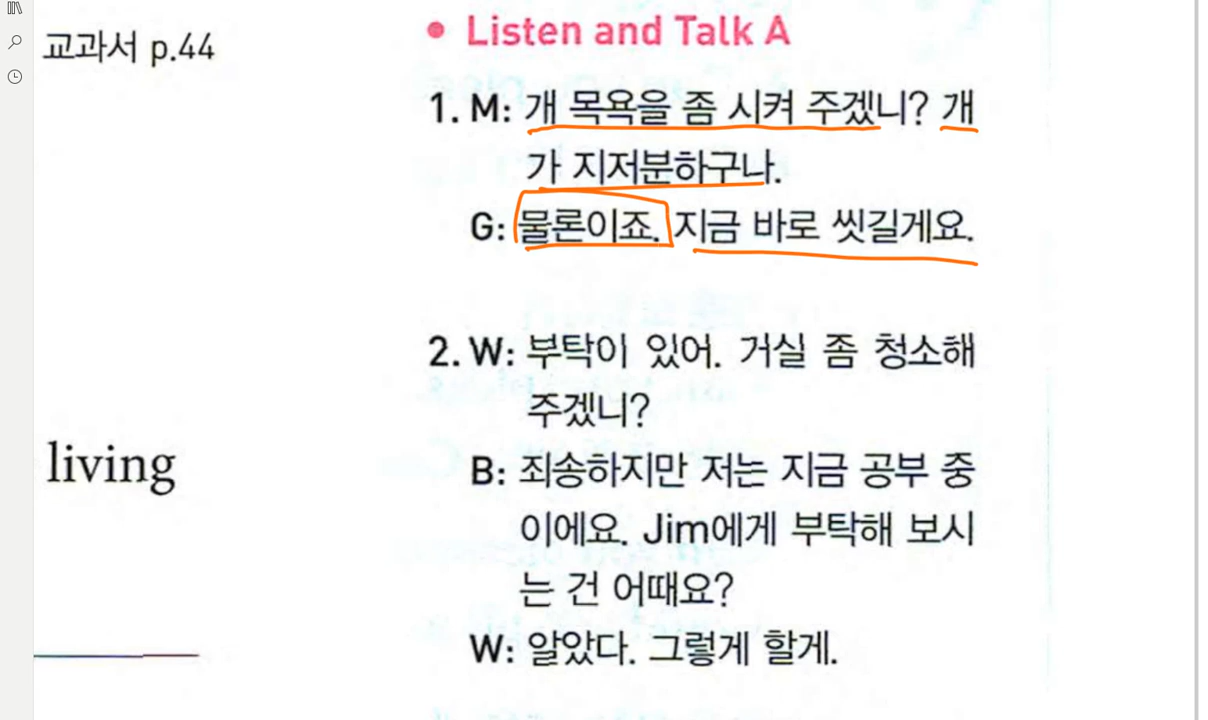 교과서 p.44
• Listen and Talk A
1. M: 개 목욕을 좀 시켜 주겠니? 개
가 지저분하구나.
G: 물론이죠. 지금 바로 씻길게요.
2. W: 부탁이 있어. 거실 좀 청소해
주겠니?
living
B: 죄송하지만 저는 지금 공부 중
이에요. Jim에게 부탁해 보시
는 건 어때요?
W: 알았다. 그렇게 할게.